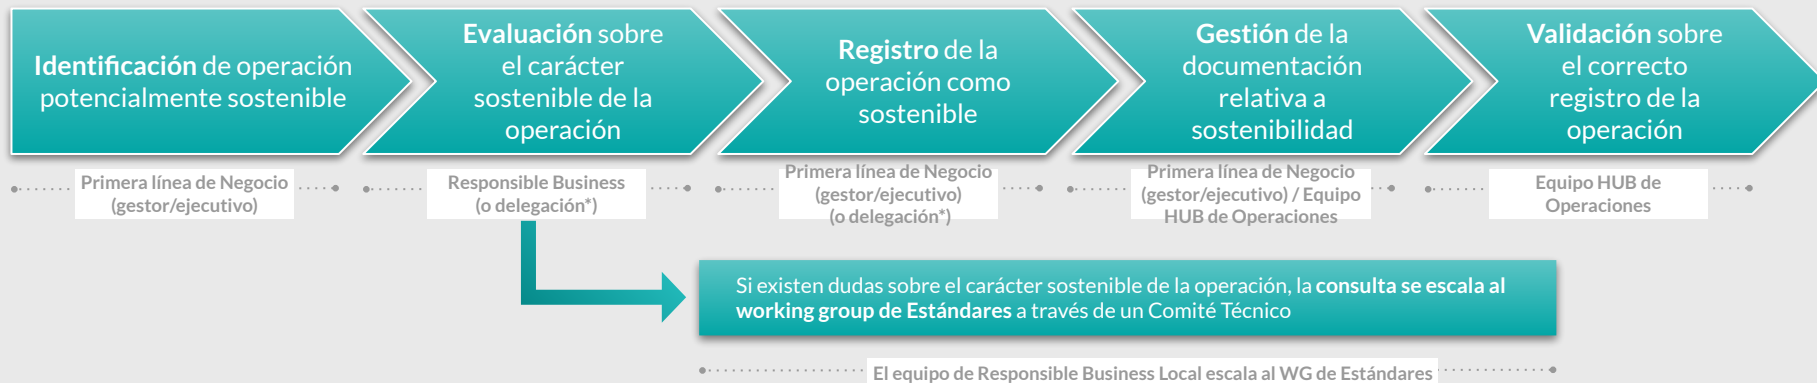 Identificación de operación
potencialmente sostenible
Evaluación sobre
el carácter
sostenible de la
operación
Registro de la
operación como
sostenible
Gestión de la
documentación
relativa a
sostenibilidad
Validación sobre
el correcto
registro de la
operación
Primera línea de Negocio
(gestor/ejecutivo)
Responsible Business
(o delegación*)
Primera línea de Negocio
(gestor/ejecutivo)
(o delegación*)
Primera línea de Negocio
(gestor/ejecutivo) / Equipo
HUB de Operaciones
Equipo HUB de
Operaciones
Si existen dudas sobre el carácter sostenible de la operación, la consulta se escala al
working group de Estándares a través de un Comité Técnico
El equipo de Responsible Business Local escala al WG de Estándares